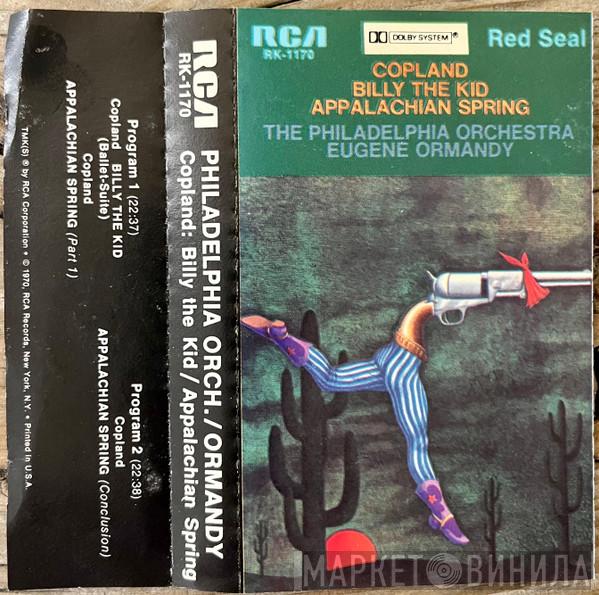 RCA
RK-1170
DOLBY SYSTEM®
Red Seal
COPLAND
BILLY THE KID
APPALACHIAN SPRING
THE PHILADELPHIA ORCHESTRA
EUGENE ORMANDY
RCA
RK-1170
PHILADELPHIA ORCH./ORMANDY
Copland: Billy the Kid/Appalachian Spring
Program 1 (22:37)
Copland BILLY THE KID
(Ballet-Suite)
Copland
APPALACHIAN SPRING (Part 1)
Program 2 (22:38)
Copland
APPALACHIAN SPRING (Conclusion)
TMK(S) ® by RCA Corporation • © 1970, RCA Records, New York, N.Y. • Printed in U.S.A.
МАРКЕТ ВИНИЛА